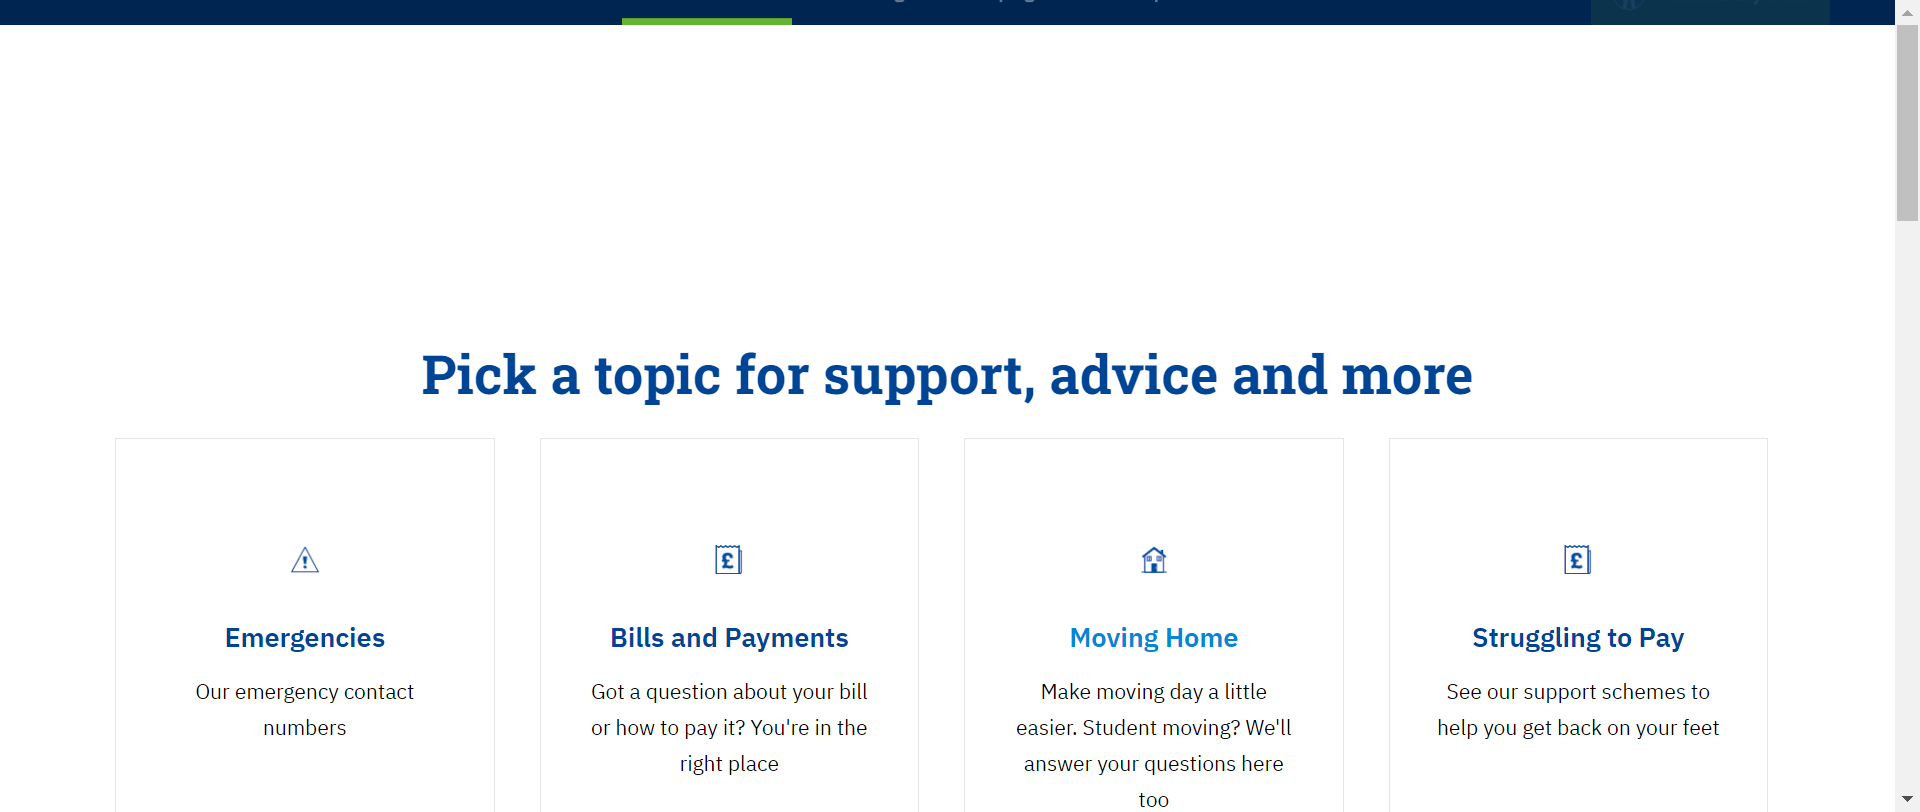 Pick a topic for support, advice and more
Emergencies
Our emergency contact
numbers
Bills and Payments
Got a question about your bill
or how to pay it? You're in the
right place
Moving Home
Make moving day a little
easier. Student moving? We'll
answer your questions here
too
Struggling to Pay
See our support schemes to
help you get back on your feet